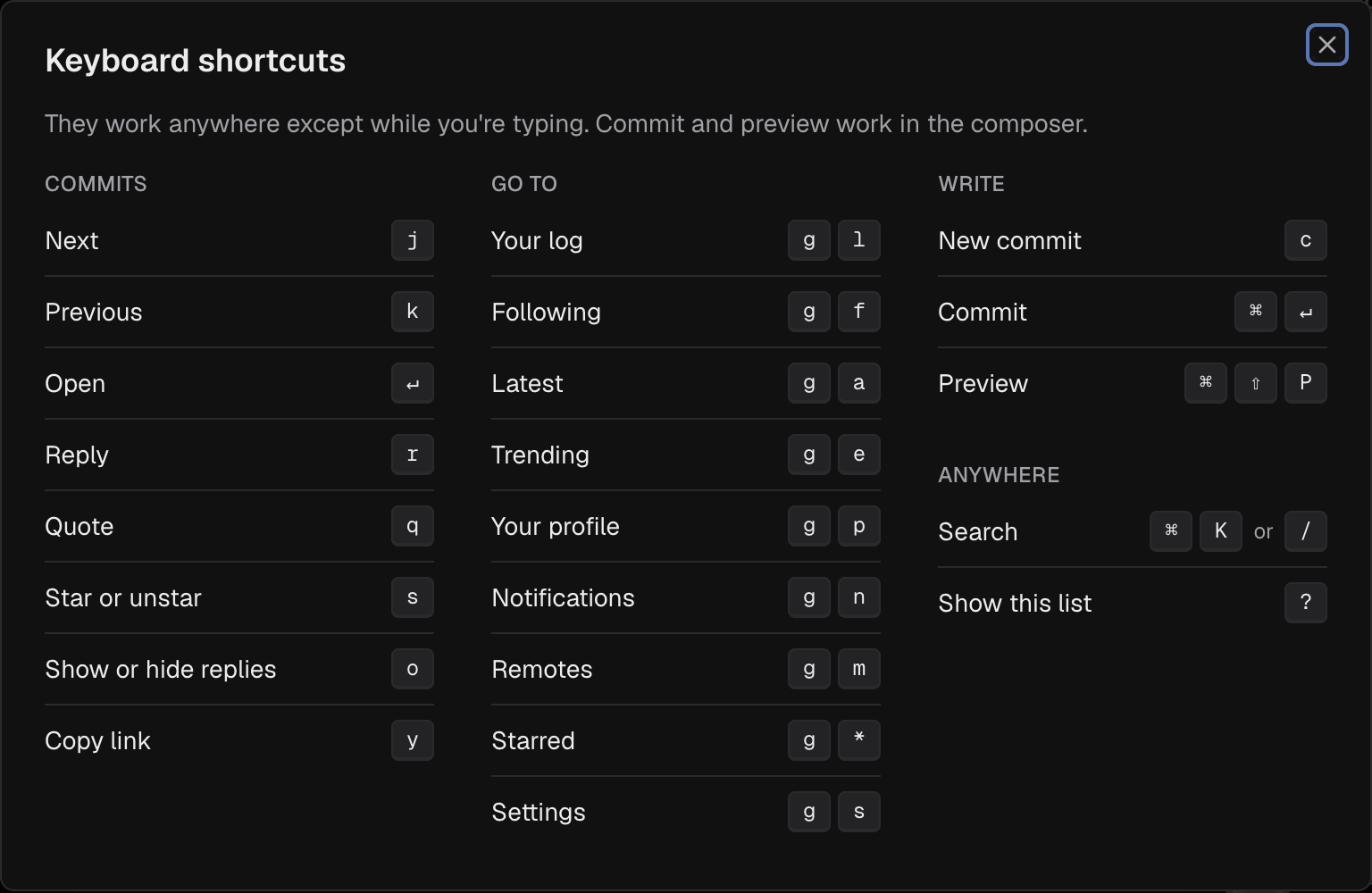 Keyboard shortcuts
They work anywhere except while you're typing. Commit and preview work in the composer.
COMMITS
Next j
Previous k
Open ↵
Reply r
Quote q
Star or unstar s
Show or hide replies o
Copy link y
GO TO
Your log g l
Following g f
Latest g a
Trending g e
Your profile g p
Notifications g n
Remotes g m
Starred g *
Settings g s
WRITE
New commit c
Commit ⌘ ↵
Preview ⌘ ⇧ P
ANYWHERE
Search ⌘ K or /
Show this list ?